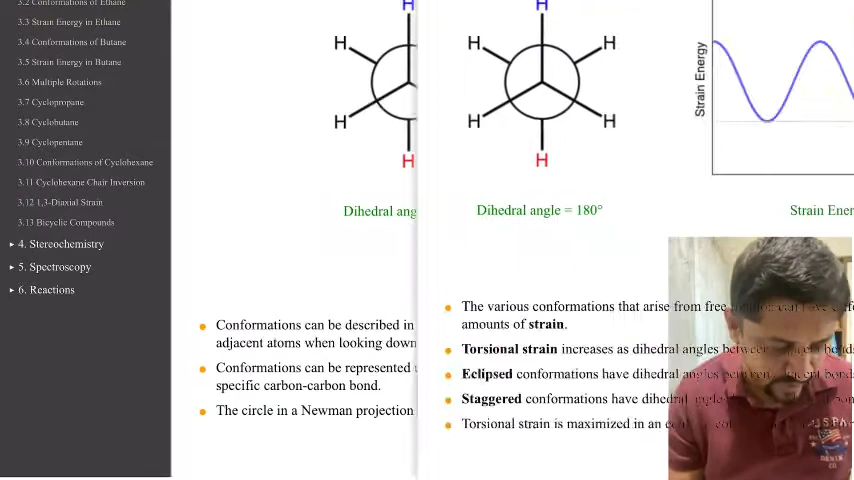 3.2 Conformations of Ethane
3.3 Strain Energy in Ethane
3.4 Conformations of Butane
3.5 Strain Energy in Butane
3.6 Multiple Rotations
3.7 Cyclopropane
3.8 Cyclobutane
3.9 Cyclopentane
3.10 Conformations of Cyclohexane
3.11 Cyclohexane Chair Inversion
3.12 1,3-Diaxial Strain
3.13 Bicyclic Compounds
4. Stereochemistry
5. Spectroscopy
6. Reactions
H
H
H
H
Dihedral ang
Conformations can be described in
adjacent atoms when looking down
Conformations can be represented
specific carbon-carbon bond.
The circle in a Newman projection
H
H H
H H
H
Dihedral angle = 180°
Strain Energy
Strain Ener
The various conformations that arise from free
amounts of strain.
Torsional strain increases as dihedral angles between
Eclipsed conformations have dihedral angles between
Staggered conformations have dihedral angles
Torsional strain is maximized in an